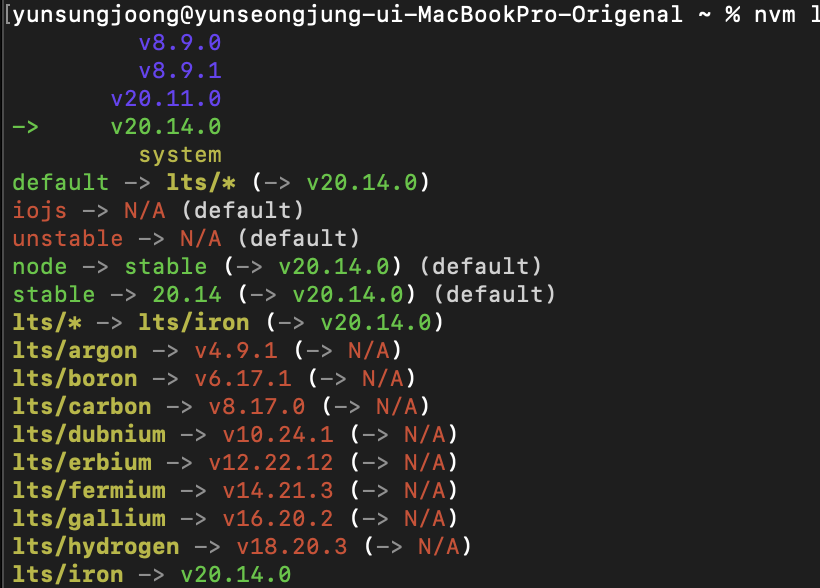 [yunsungjoong@yunseongjung-ui-MacBookPro-Origenal ~ % nvm l
v8.9.0
v8.9.1
v20.11.0
-> v20.14.0
system
default -> lts/* (-> v20.14.0)
iojs -> N/A (default)
unstable -> N/A (default)
node -> stable (-> v20.14.0) (default)
stable -> 20.14 (-> v20.14.0) (default)
lts/* -> lts/iron (-> v20.14.0)
lts/argon -> v4.9.1 (-> N/A)
lts/boron -> v6.17.1 (-> N/A)
lts/carbon -> v8.17.0 (-> N/A)
lts/dubnium -> v10.24.1 (-> N/A)
lts/erbium -> v12.22.12 (-> N/A)
lts/fermium -> v14.21.3 (-> N/A)
lts/gallium -> v16.20.2 (-> N/A)
lts/hydrogen -> v18.20.3 (-> N/A)
lts/iron -> v20.14.0